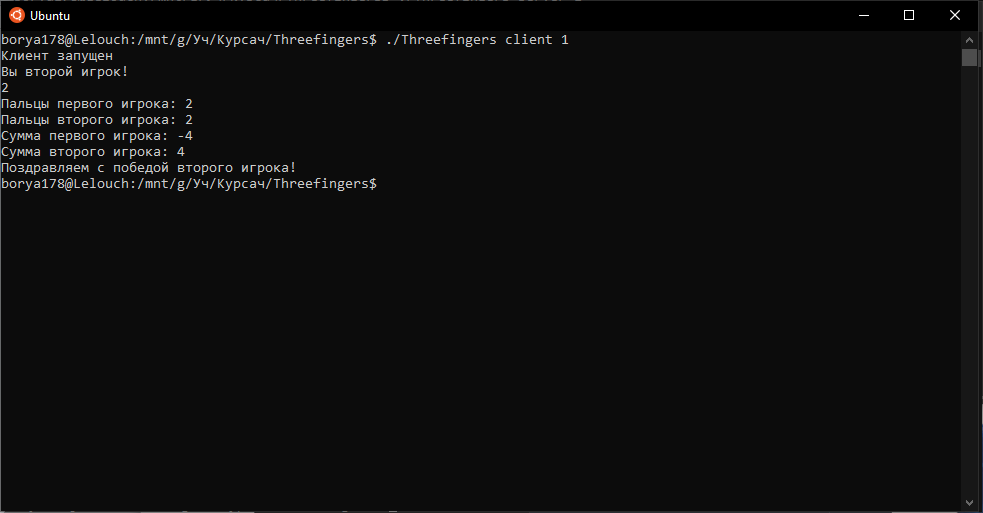 Ubuntu
borya178@Lelouch:/mnt/g/Уч/Курсач/Threefingers$ ./Threefingers client 1
Клиент запущен
Вы второй игрок!
2
Пальцы первого игрока: 2
Пальцы второго игрока: 2
Сумма первого игрока: -4
Сумма второго игрока: 4
Поздравляем с победой второго игрока!
borya178@Lelouch:/mnt/g/Уч/Курсач/Threefingers$